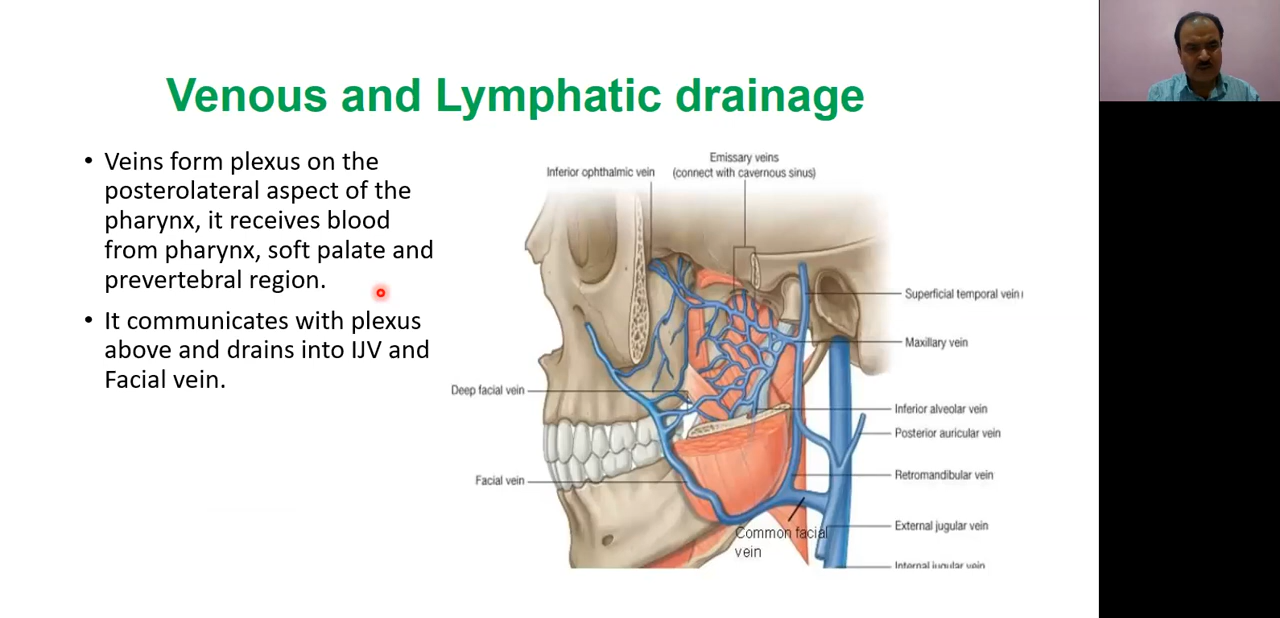 Venous and Lymphatic drainage
• Veins form plexus on the
posterolateral aspect of the
pharynx, it receives blood
from pharynx, soft palate and
prevertebral region.
• It communicates with plexus
above and drains into IJV and
Facial vein.
Emissary veins
(connect with cavernous sinus)
Inferior ophthalmic vein
Superficial temporal vein
Maxillary vein
Deep facial vein
Inferior alveolar vein
Posterior auricular vein
Retromandibular vein
Facial vein
External jugular vein
Common facial
vein
Internal jugular vein